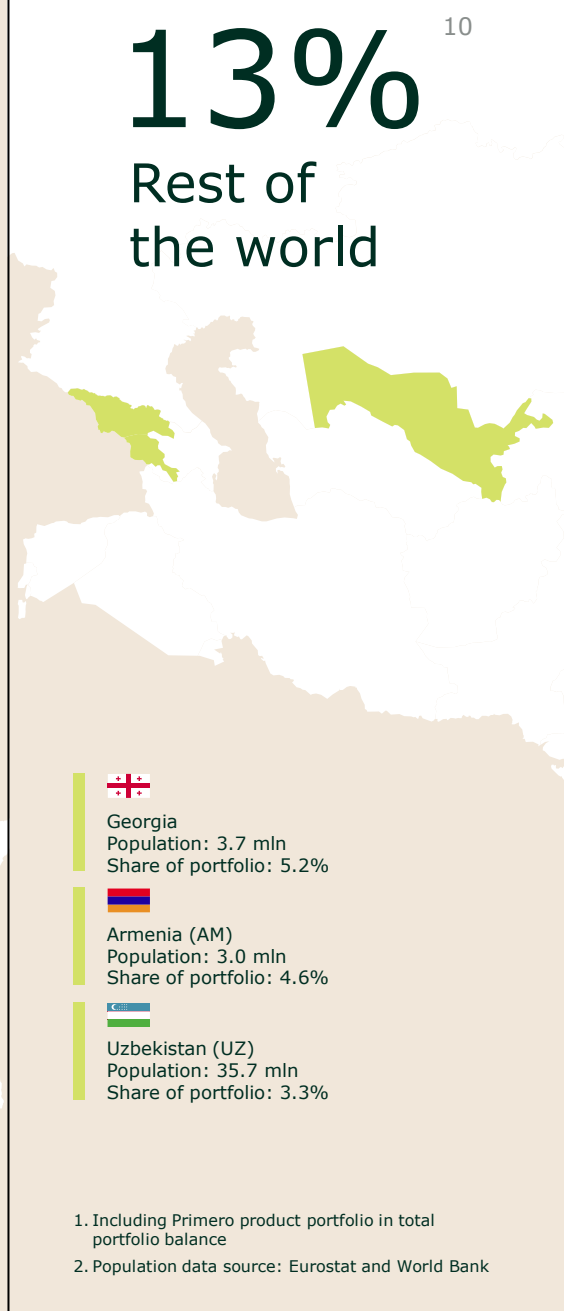 10
13%
Rest of
the world
Georgia
Population: 3.7 mln
Share of portfolio: 5.2%
Armenia (AM)
Population: 3.0 mln
Share of portfolio: 4.6%
Uzbekistan (UZ)
Population: 35.7 mln
Share of portfolio: 3.3%
1. Including Primero product portfolio in total
portfolio balance
2. Population data source: Eurostat and World Bank